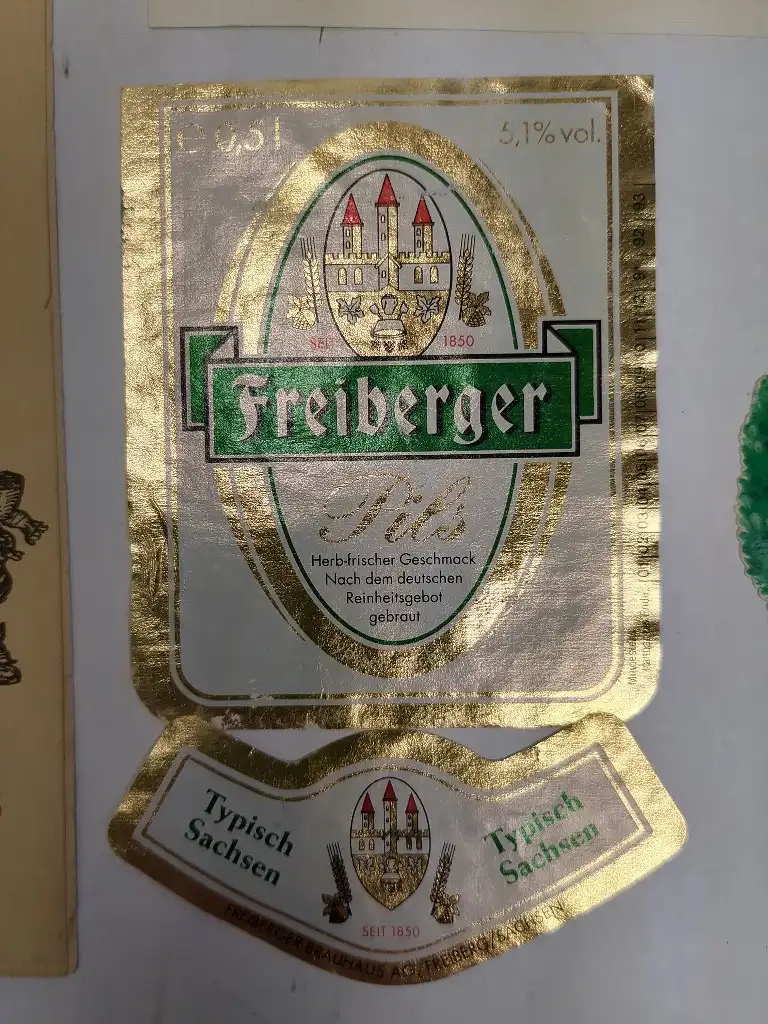 ℮ 0,5 l
5,1% vol.
SEIT 1850
Freiberger
Pils
Herb-frischer Geschmack
Nach dem deutschen
Reinheitsgebot
gebraut
Typisch
Sachsen
Typisch
Sachsen
SEIT 1850
FREIBERGER BRAUHAUS AG, FREIBERG/SACHSEN